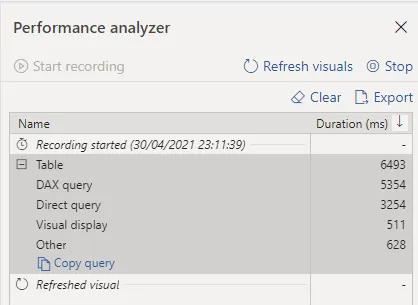 Performance analyzer
Start recording Refresh visuals Stop
Clear Export
Name Duration (ms)
Recording started (30/04/2021 23:11:39) -
Table 6493
DAX query 5354
Direct query 3254
Visual display 511
Other 628
Copy query
Refreshed visual -